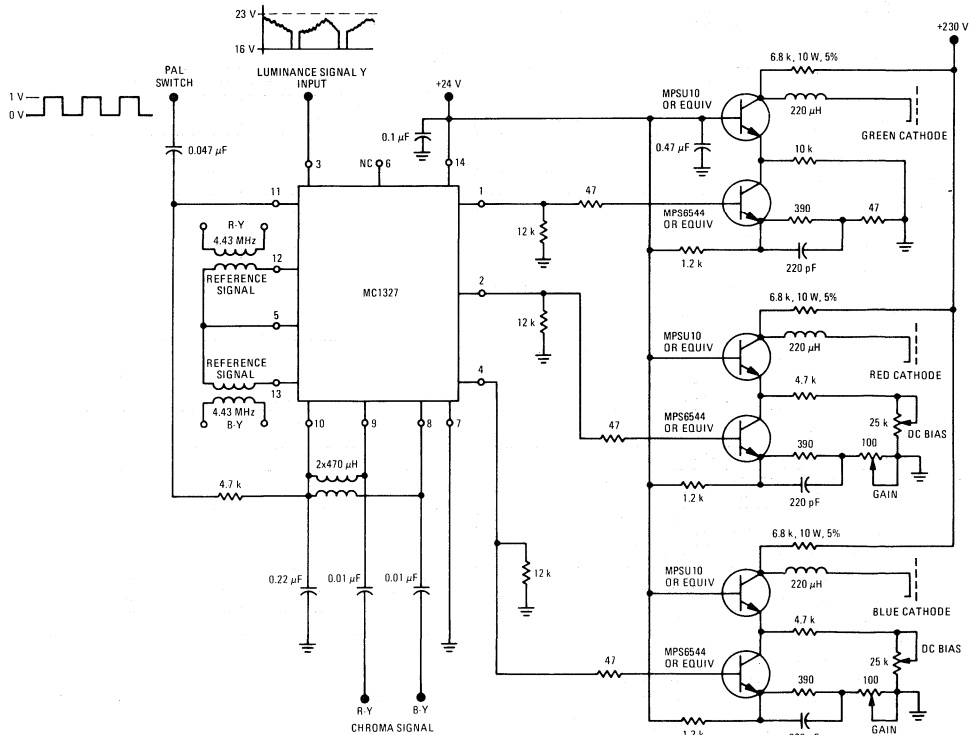 23 V
16 V
1 V
0 V
PAL
SWITCH
LUMINANCE SIGNAL Y
INPUT
+24 V
+230 V
6.8 k, 10 W, 5%
MPSU10
OR EQUIV
220 µH
GREEN CATHODE
0.047 µF
0.1 µF
0.47 µF
3
NC
6
14
10 k
11
1
47
MPS6544
OR EQUIV
390
47
R-Y
4.43 MHz
12
REFERENCE
SIGNAL
12 k
1.2 k
220 pF
MC1327
2
5
12 k
6.8 k, 10 W, 5%
MPSU10
OR EQUIV
220 µH
RED CATHODE
REFERENCE
SIGNAL
13
4.43 MHz
B-Y
4
4.7 k
25 k
DC BIAS
MPS6544
OR EQUIV
47
390
100
10
9
8
7
2x470 µH
4.7 k
1.2 k
220 pF
GAIN
6.8 k, 10 W, 5%
MPSU10
OR EQUIV
220 µH
BLUE CATHODE
0.22 µF
0.01 µF
0.01 µF
12 k
4.7 k
25 k
DC BIAS
MPS6544
OR EQUIV
47
390
100
R-Y
B-Y
CHROMA SIGNAL
1.2 k
GAIN